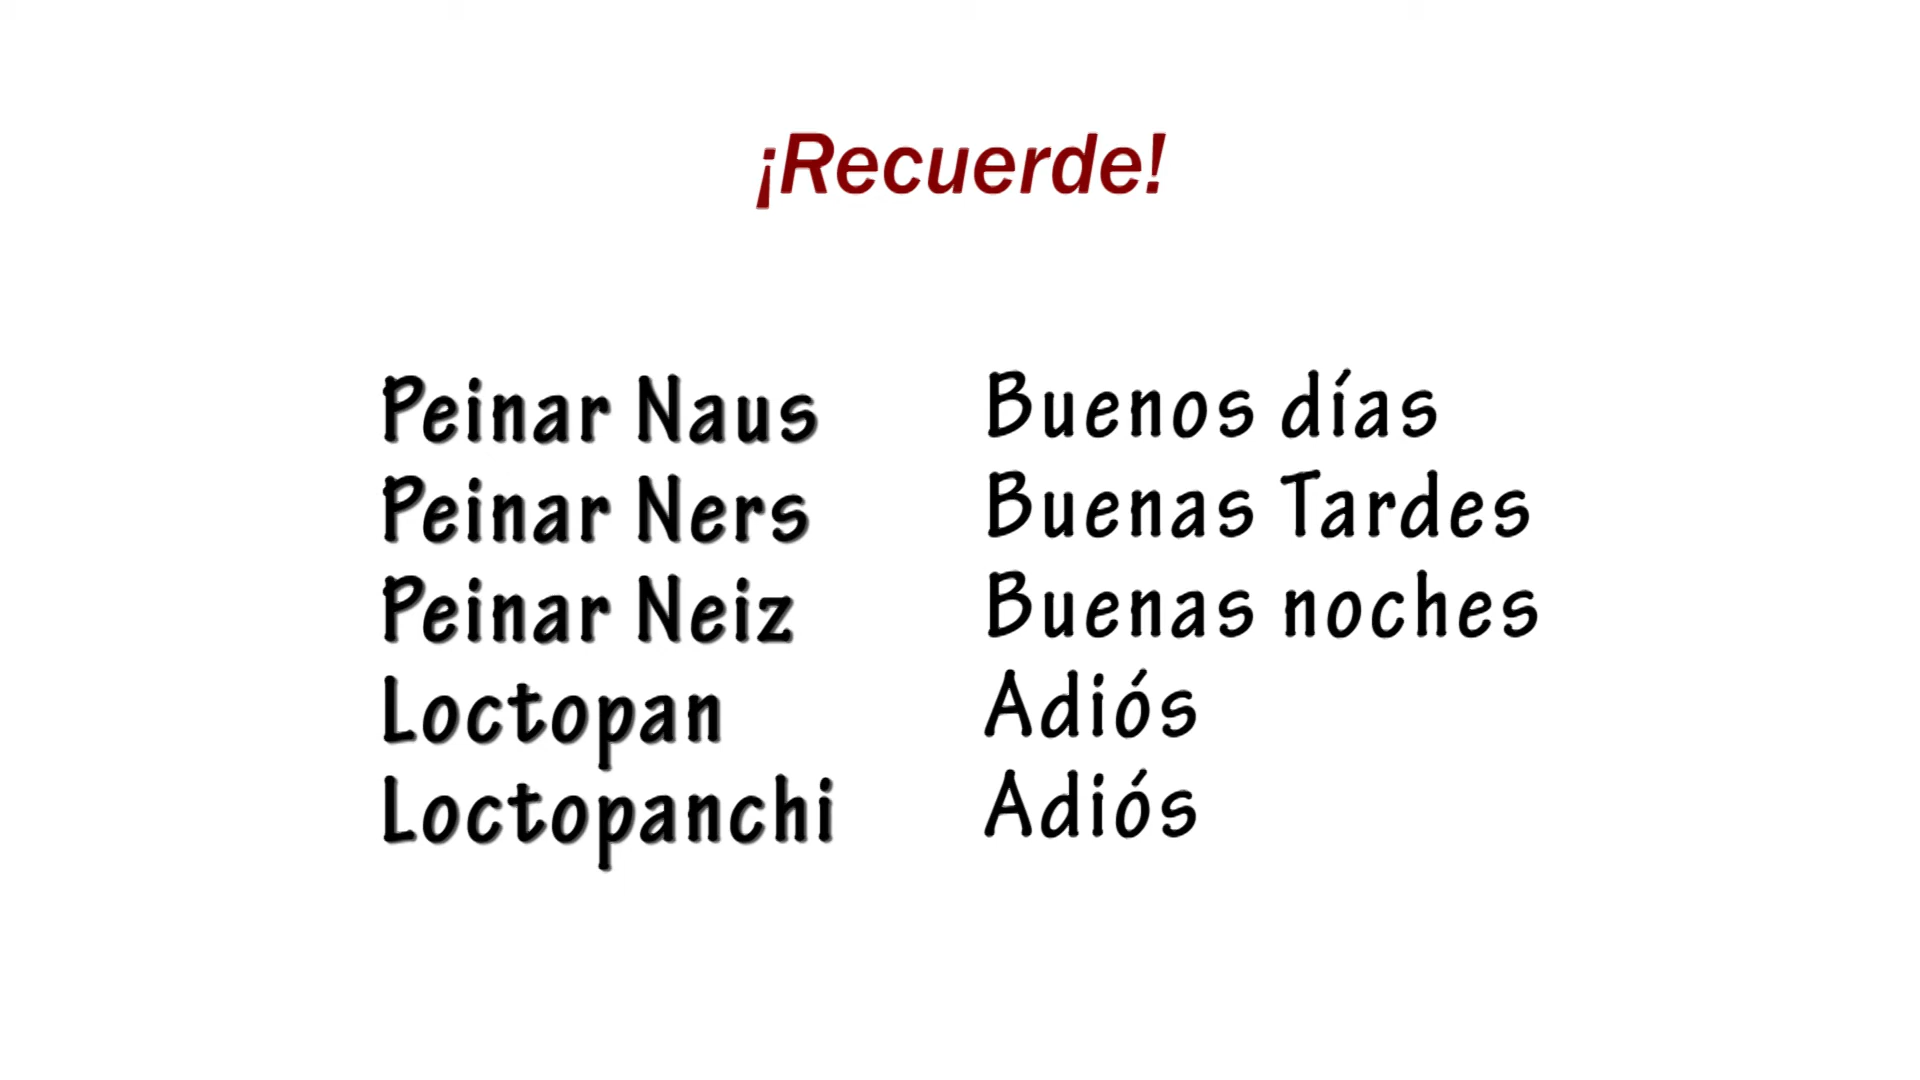 ¡Recuerde!
Peinar Naus Buenos días
Peinar Ners Buenas Tardes
Peinar Neiz Buenas noches
Loctopan Adiós
Loctopanchi Adiós